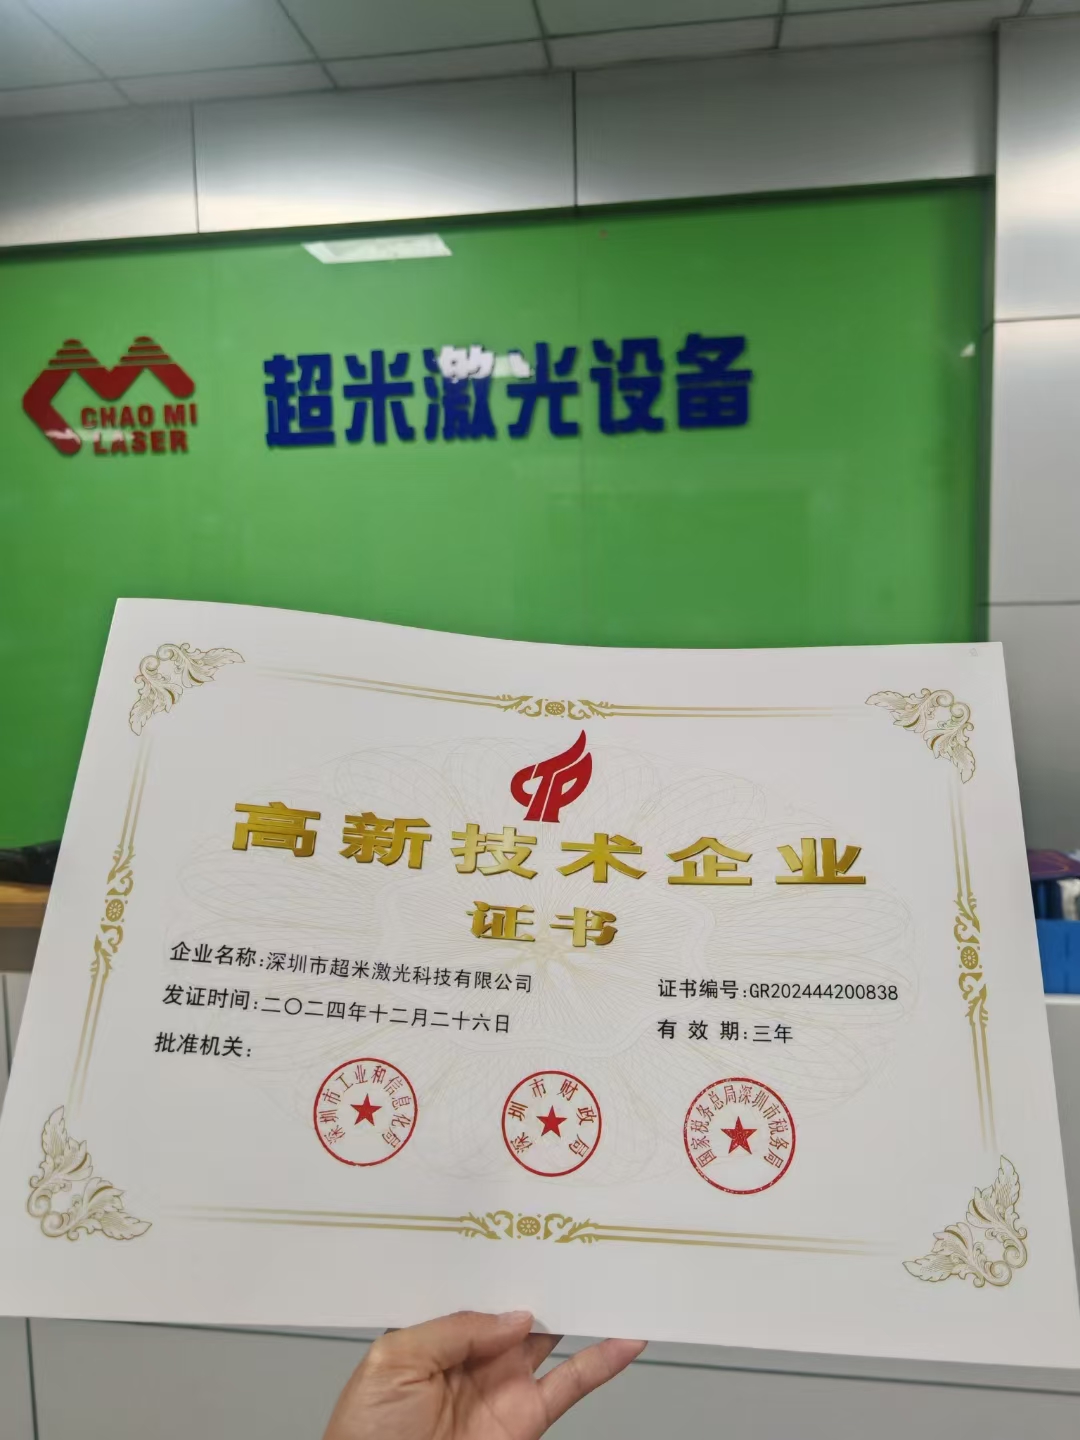 CHAO MI
LASER
超米激光设备
高新技术企业
证书
企业名称:深圳市超米激光科技有限公司
发证时间:二〇二四年十二月二十六日
批准机关:
证书编号:GR202444200838
有效期:三年
深圳市工业和信息化局
深圳市财政局
国家税务总局深圳市税务局